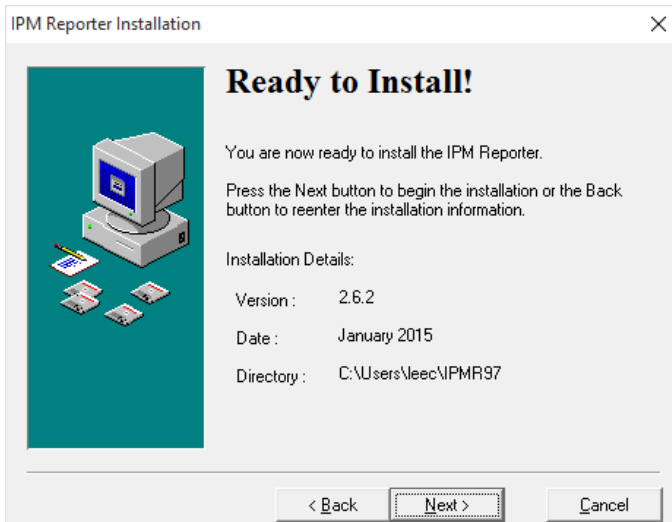 IPM Reporter Installation
Ready to Install!
You are now ready to install the IPM Reporter.
Press the Next button to begin the installation or the Back
button to reenter the installation information.
Installation Details:
Version : 2.6.2
Date : January 2015
Directory : C:\Users\leec\IPMR97
< Back Next > Cancel